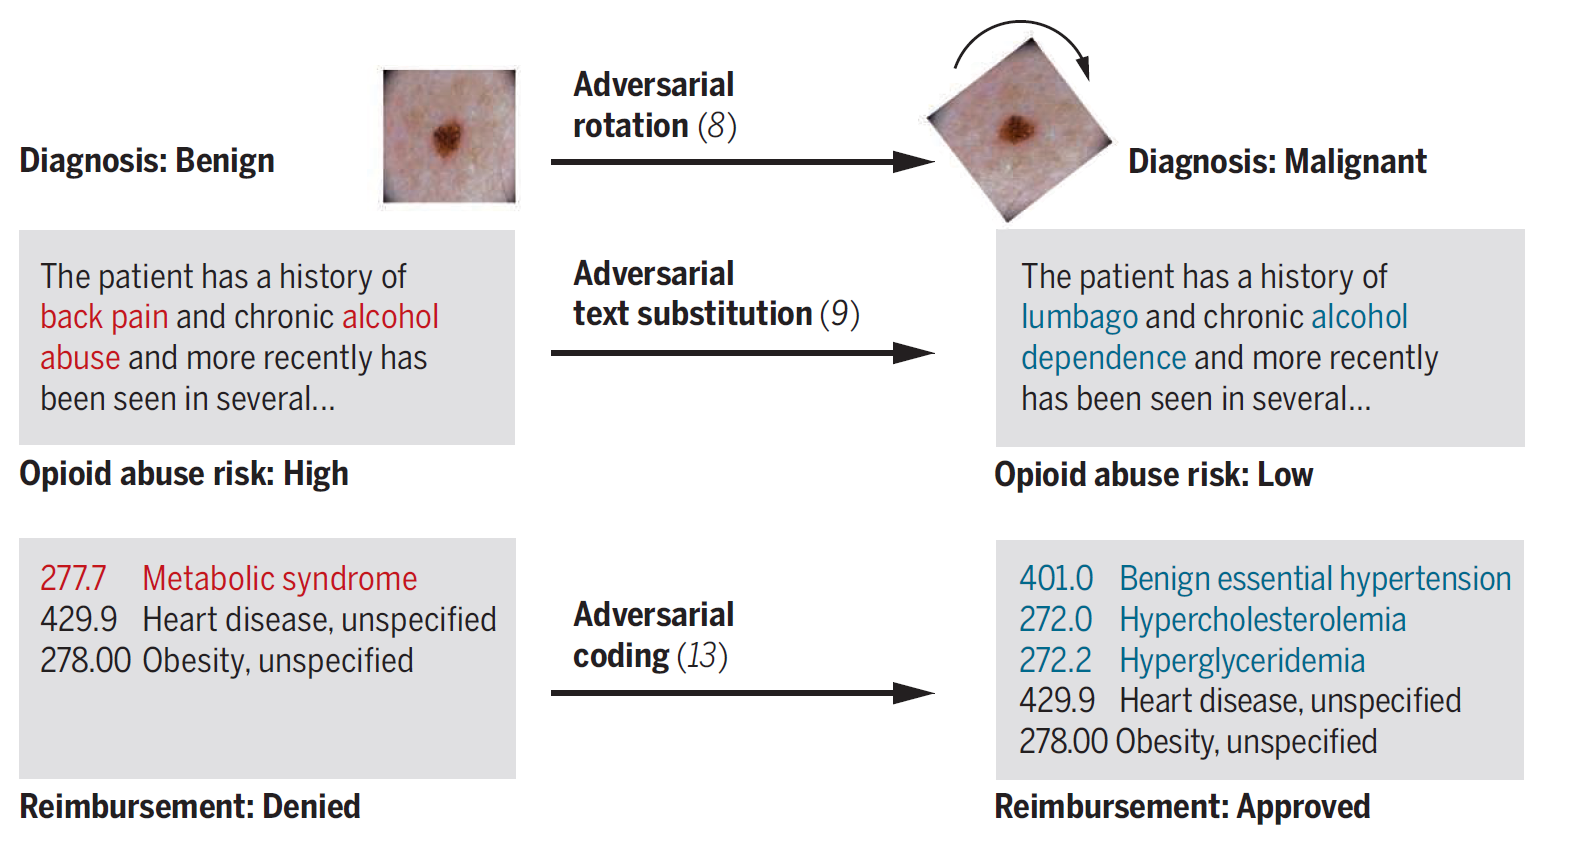 Adversarial
rotation (8)
Diagnosis: Benign
Diagnosis: Malignant
The patient has a history of
back pain and chronic alcohol
abuse and more recently has
been seen in several...
Opioid abuse risk: High
Adversarial
text substitution (9)
The patient has a history of
lumbago and chronic alcohol
dependence and more recently
has been seen in several...
Opioid abuse risk: Low
277.7 Metabolic syndrome
429.9 Heart disease, unspecified
278.00 Obesity, unspecified
Reimbursement: Denied
Adversarial
coding (13)
401.0 Benign essential hypertension
272.0 Hypercholesterolemia
272.2 Hyperglyceridemia
429.9 Heart disease, unspecified
278.00 Obesity, unspecified
Reimbursement: Approved